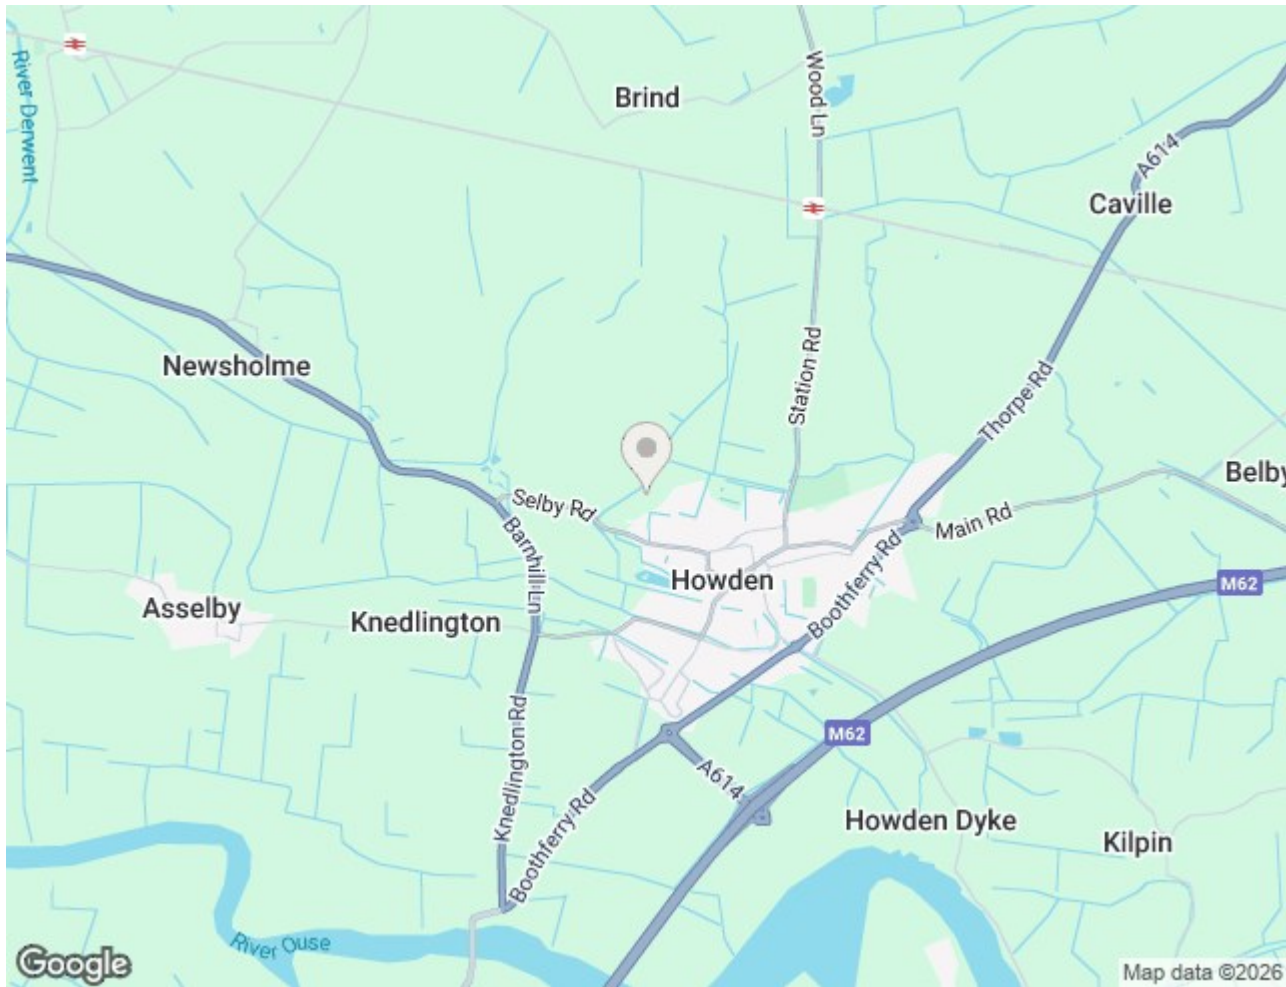 River Derwent
Brind
Wood Ln
A614
Caville
Newsholme
Station Rd
Thorpe Rd
Selby Rd
Belby
Main Rd
Barnhill Ln
Howden
Boothferry Rd
M62
Asselby
Knedlington
Knedlington Rd
M62
A614
Boothferry Rd
Howden Dyke
Kilpin
River Ouse
Google
Map data ©2026